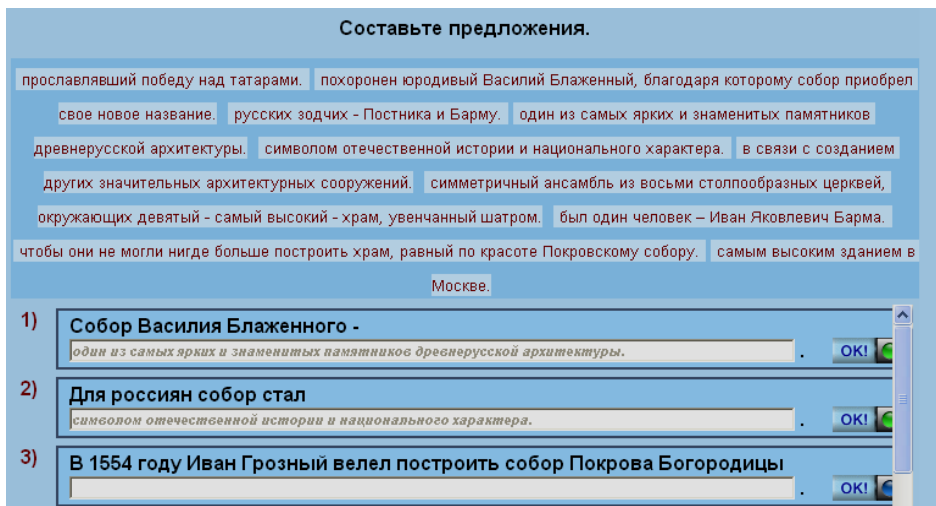 Составьте предложения.
прославлявший победу над татарами. похоронен юродивый Василий Блаженный, благодаря которому собор приобрел
свое новое название. русских зодчих - Постника и Барму. один из самых ярких и знаменитых памятников
древнерусской архитектуры. символом отечественной истории и национального характера. в связи с созданием
других значительных архитектурных сооружений. симметричный ансамбль из восьми столпообразных церквей,
окружающих девятый - самый высокий - храм, увенчанный шатром. был один человек – Иван Яковлевич Барма.
чтобы они не могли нигде больше построить храм, равный по красоте Покровскому собору. самым высоким зданием в
Москве.
1) Собор Василия Блаженного -
один из самых ярких и знаменитых памятников древнерусской архитектуры. . OK!
2) Для россиян собор стал
символом отечественной истории и национального характера. . OK!
3) В 1554 году Иван Грозный велел построить собор Покрова Богородицы
. OK!